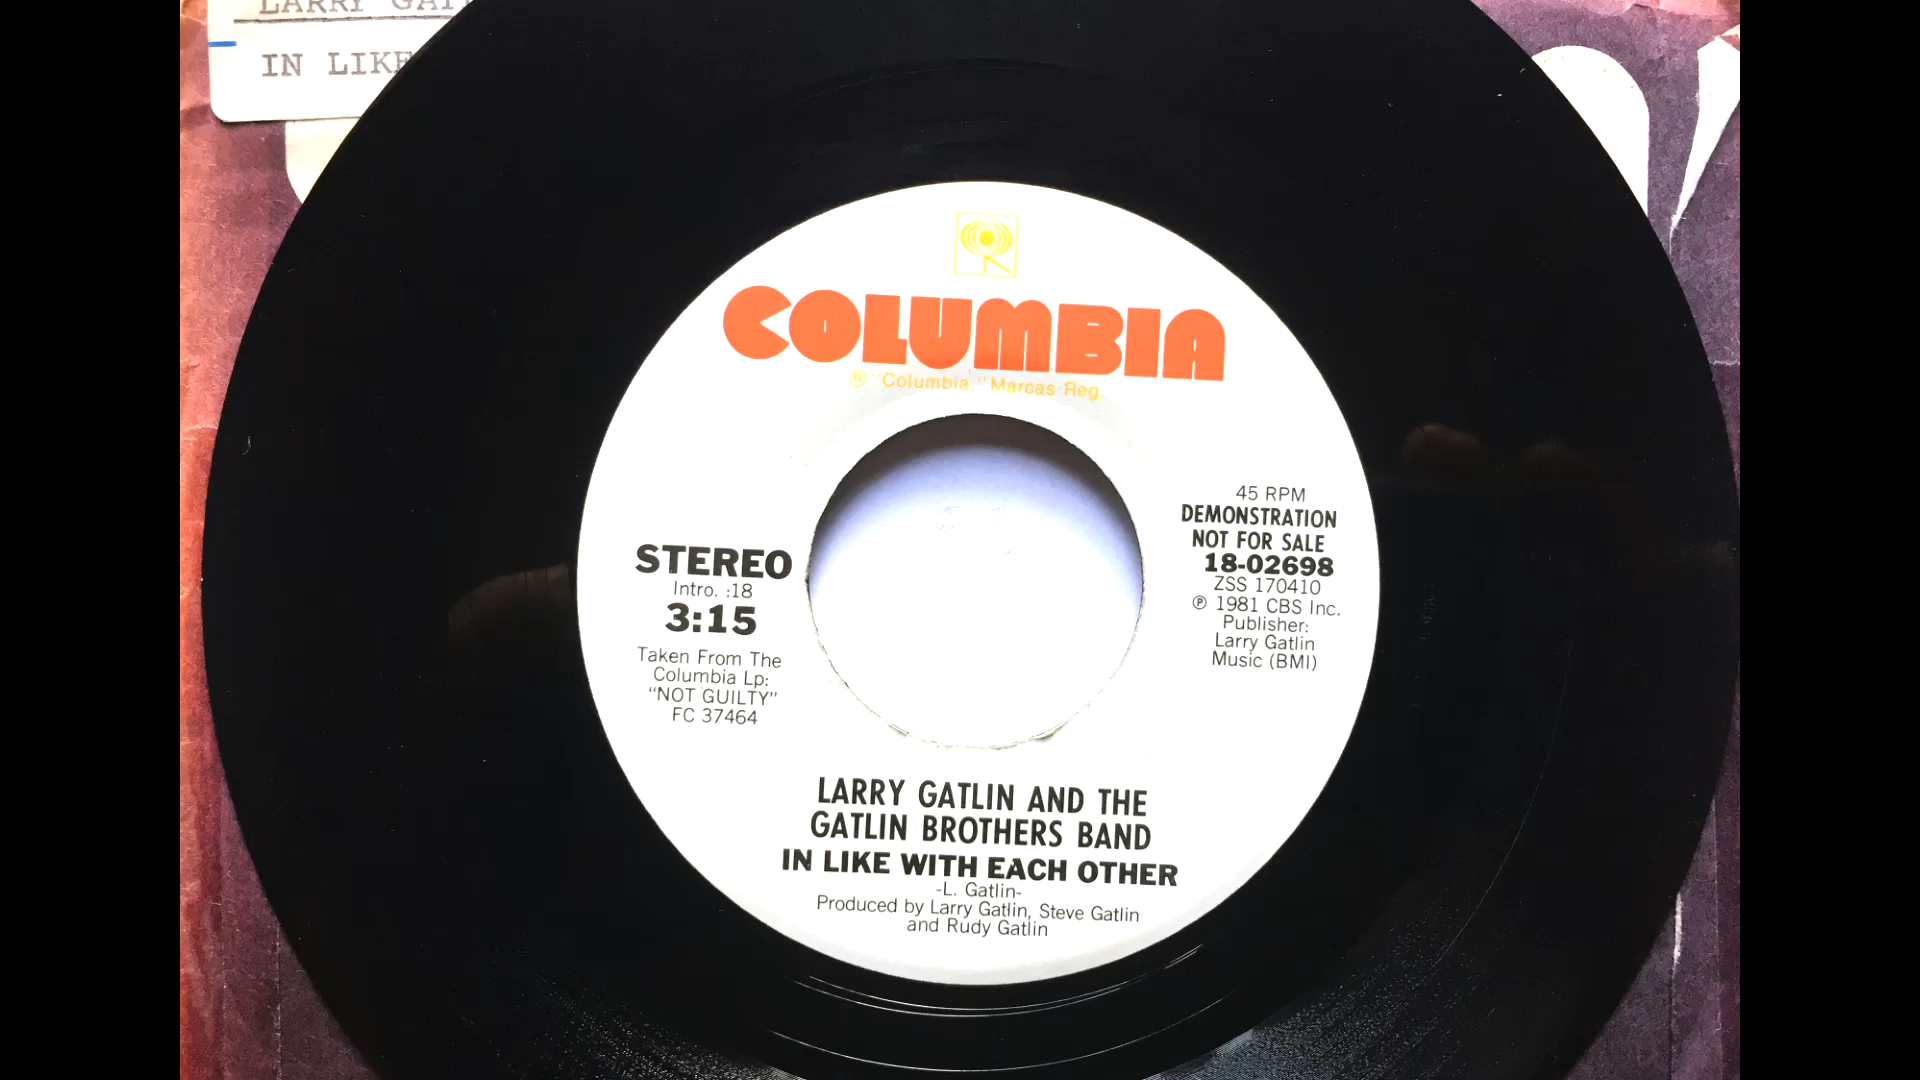 LARRY
IN LIKE
COLUMBIA
® "Columbia," Marcas Reg.
STEREO
Intro. :18
3:15
Taken From The
Columbia Lp:
"NOT GUILTY"
FC 37464
45 RPM
DEMONSTRATION
NOT FOR SALE
18-02698
ZSS 170410
℗ 1981 CBS Inc.
Publisher:
Larry Gatlin
Music (BMI)
LARRY GATLIN AND THE
GATLIN BROTHERS BAND
IN LIKE WITH EACH OTHER
-L. Gatlin-
Produced by Larry Gatlin, Steve Gatlin
and Rudy Gatlin